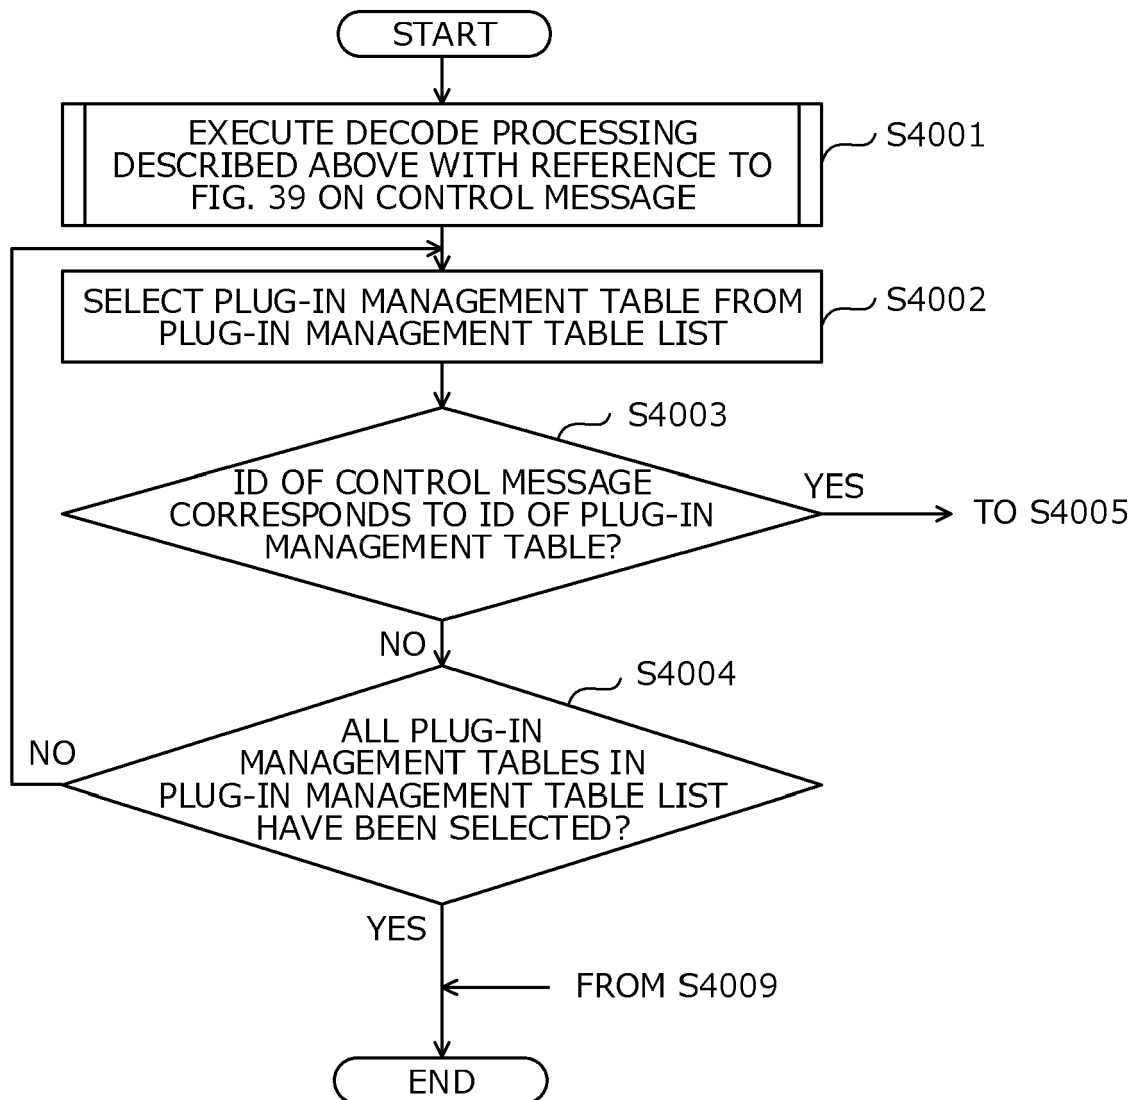 START
EXECUTE DECODE PROCESSING
DESCRIBED ABOVE WITH REFERENCE TO
FIG. 39 ON CONTROL MESSAGE
S4001
SELECT PLUG-IN MANAGEMENT TABLE FROM
PLUG-IN MANAGEMENT TABLE LIST
S4002
S4003
ID OF CONTROL MESSAGE
CORRESPONDS TO ID OF PLUG-IN
MANAGEMENT TABLE?
YES
TO S4005
NO
S4004
ALL PLUG-IN
MANAGEMENT TABLES IN
PLUG-IN MANAGEMENT TABLE LIST
HAVE BEEN SELECTED?
NO
YES
FROM S4009
END